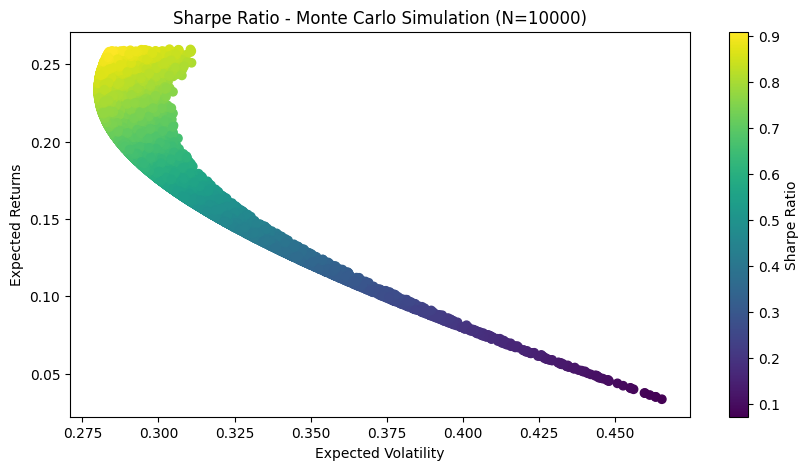 Sharpe Ratio - Monte Carlo Simulation (N=10000)
Expected Returns
0.25
0.20
0.15
0.10
0.05
0.275 0.300 0.325 0.350 0.375 0.400 0.425 0.450
Expected Volatility
0.9
0.8
0.7
0.6
0.5
0.4
0.3
0.2
0.1
Sharpe Ratio